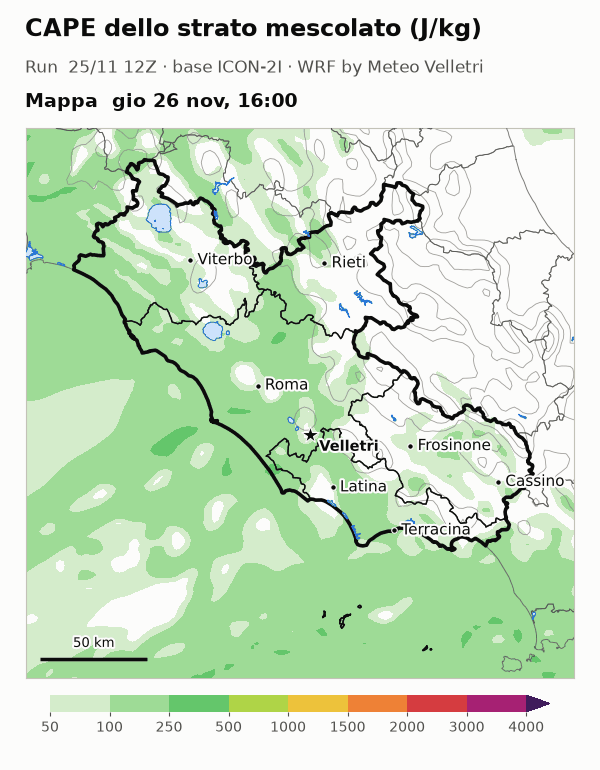 CAPE dello strato mescolato (J/kg)
Run  25/11 12Z · base ICON-2I · WRF by Meteo Velletri
Mappa  gio 26 nov, 16:00
Viterbo
Rieti
Roma
Velletri
Frosinone
Cassino
Latina
Terracina
50 km
50 100 250 500 1000 1500 2000 3000 4000